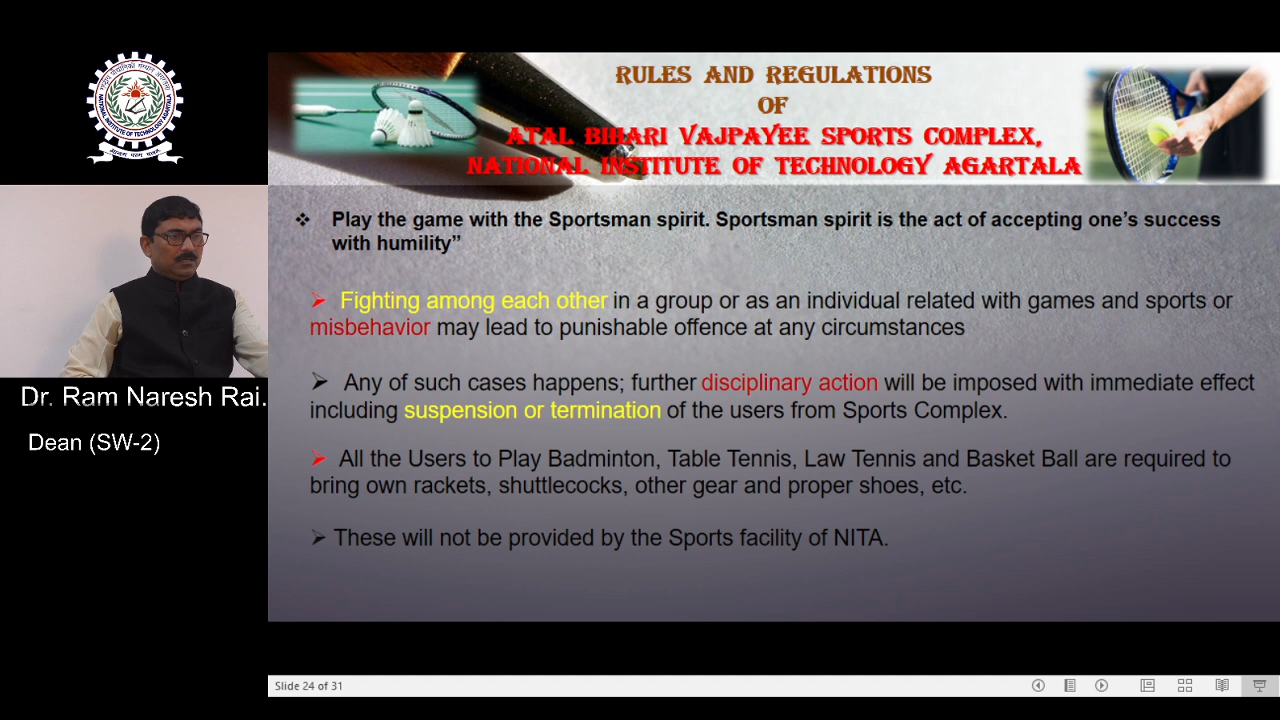 RULES AND REGULATIONS
OF
ATAL BIHARI VAJPAYEE SPORTS COMPLEX,
NATIONAL INSTITUTE OF TECHNOLOGY AGARTALA
❖ Play the game with the Sportsman spirit. Sportsman spirit is the act of accepting one’s success
with humility”
➢ Fighting among each other in a group or as an individual related with games and sports or
misbehavior may lead to punishable offence at any circumstances
➢ Any of such cases happens; further disciplinary action will be imposed with immediate effect
including suspension or termination of the users from Sports Complex.
➢ All the Users to Play Badminton, Table Tennis, Law Tennis and Basket Ball are required to
bring own rackets, shuttlecocks, other gear and proper shoes, etc.
➢ These will not be provided by the Sports facility of NITA.
Dr. Ram Naresh Rai.
Dean (SW-2)
NATIONAL INSTITUTE OF TECHNOLOGY AGARTALA
Slide 24 of 31